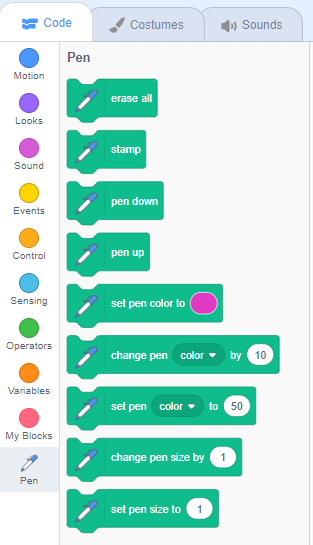 Code
Costumes
Sounds
Motion
Looks
Sound
Events
Control
Sensing
Operators
Variables
My Blocks
Pen
Pen
erase all
stamp
pen down
pen up
set pen color to
change pen color by 10
set pen color to 50
change pen size by 1
set pen size to 1